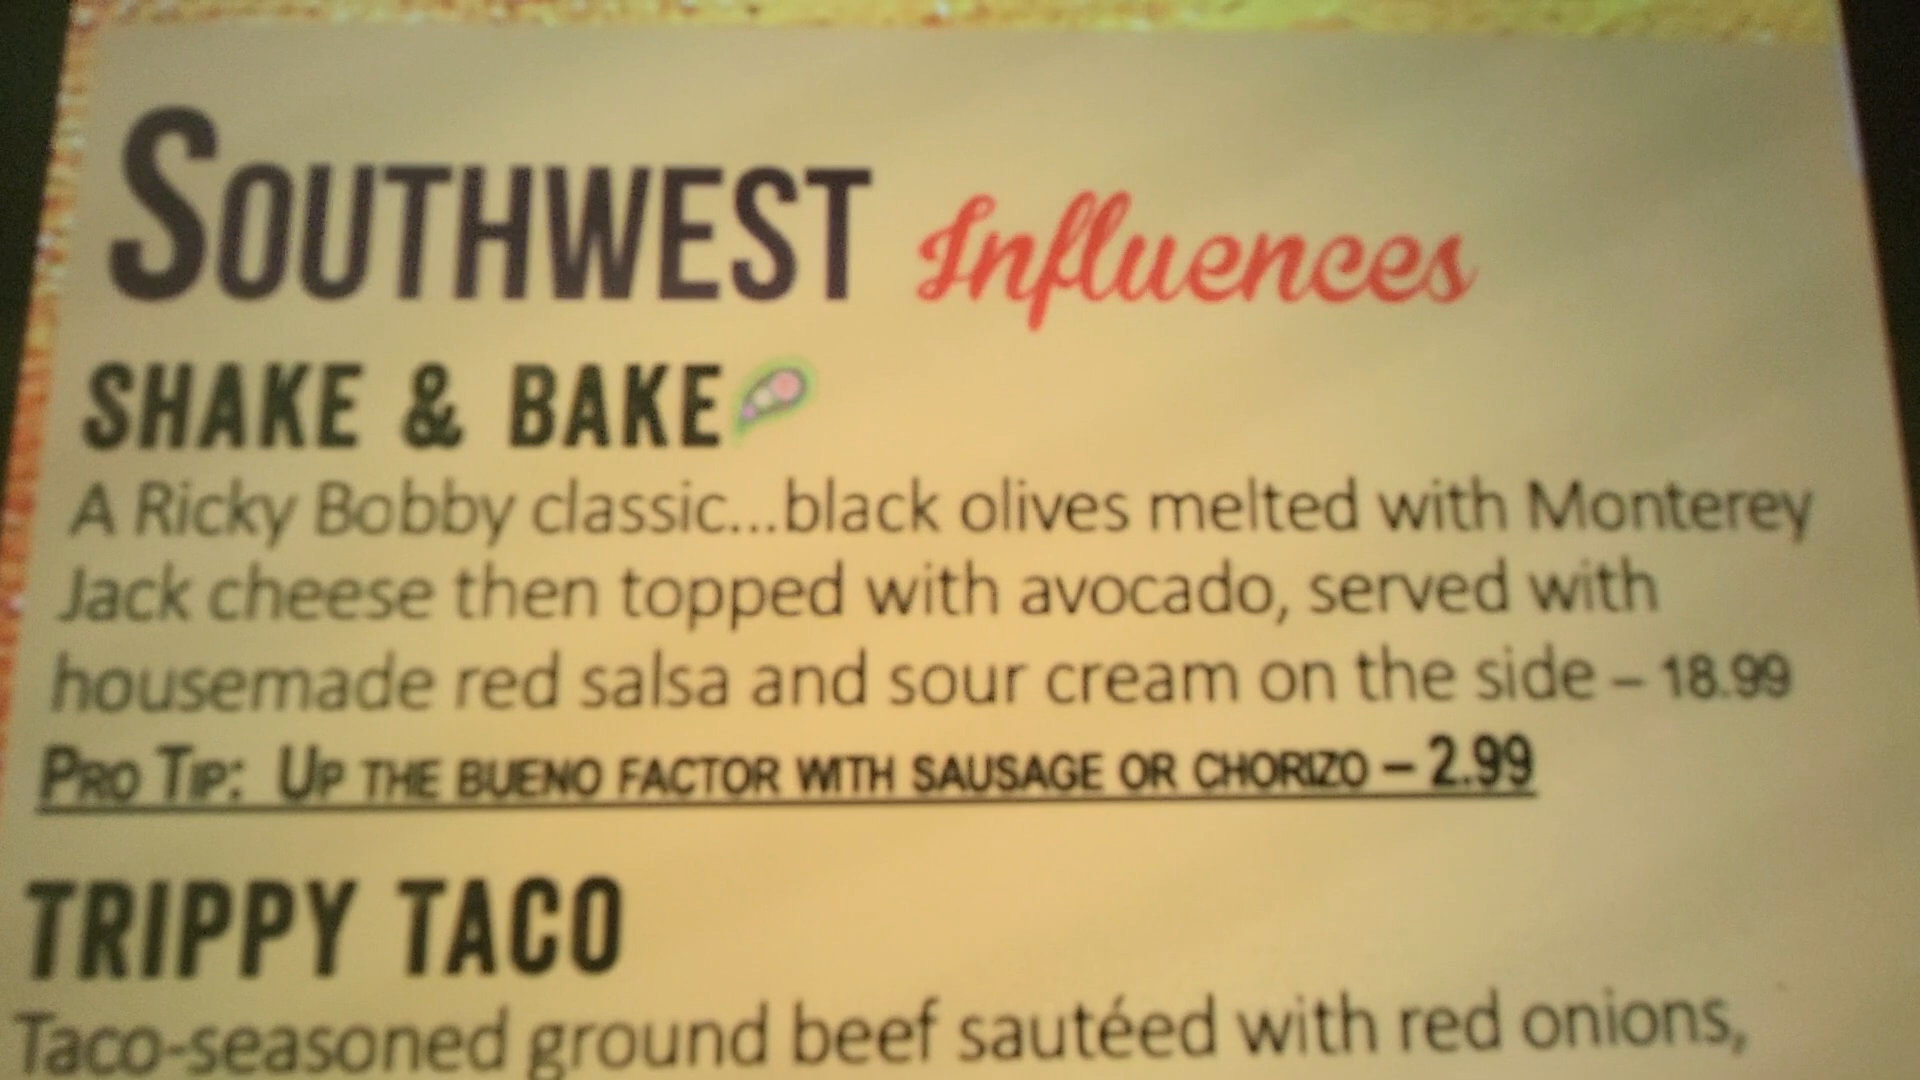 SOUTHWEST Influences
SHAKE & BAKE
A Ricky Bobby classic...black olives melted with Monterey
Jack cheese then topped with avocado, served with
housemade red salsa and sour cream on the side – 18.99
PRO TIP: UP THE BUENO FACTOR WITH SAUSAGE OR CHORIZO – 2.99
TRIPPY TACO
Taco-seasoned ground beef sautéed with red onions,